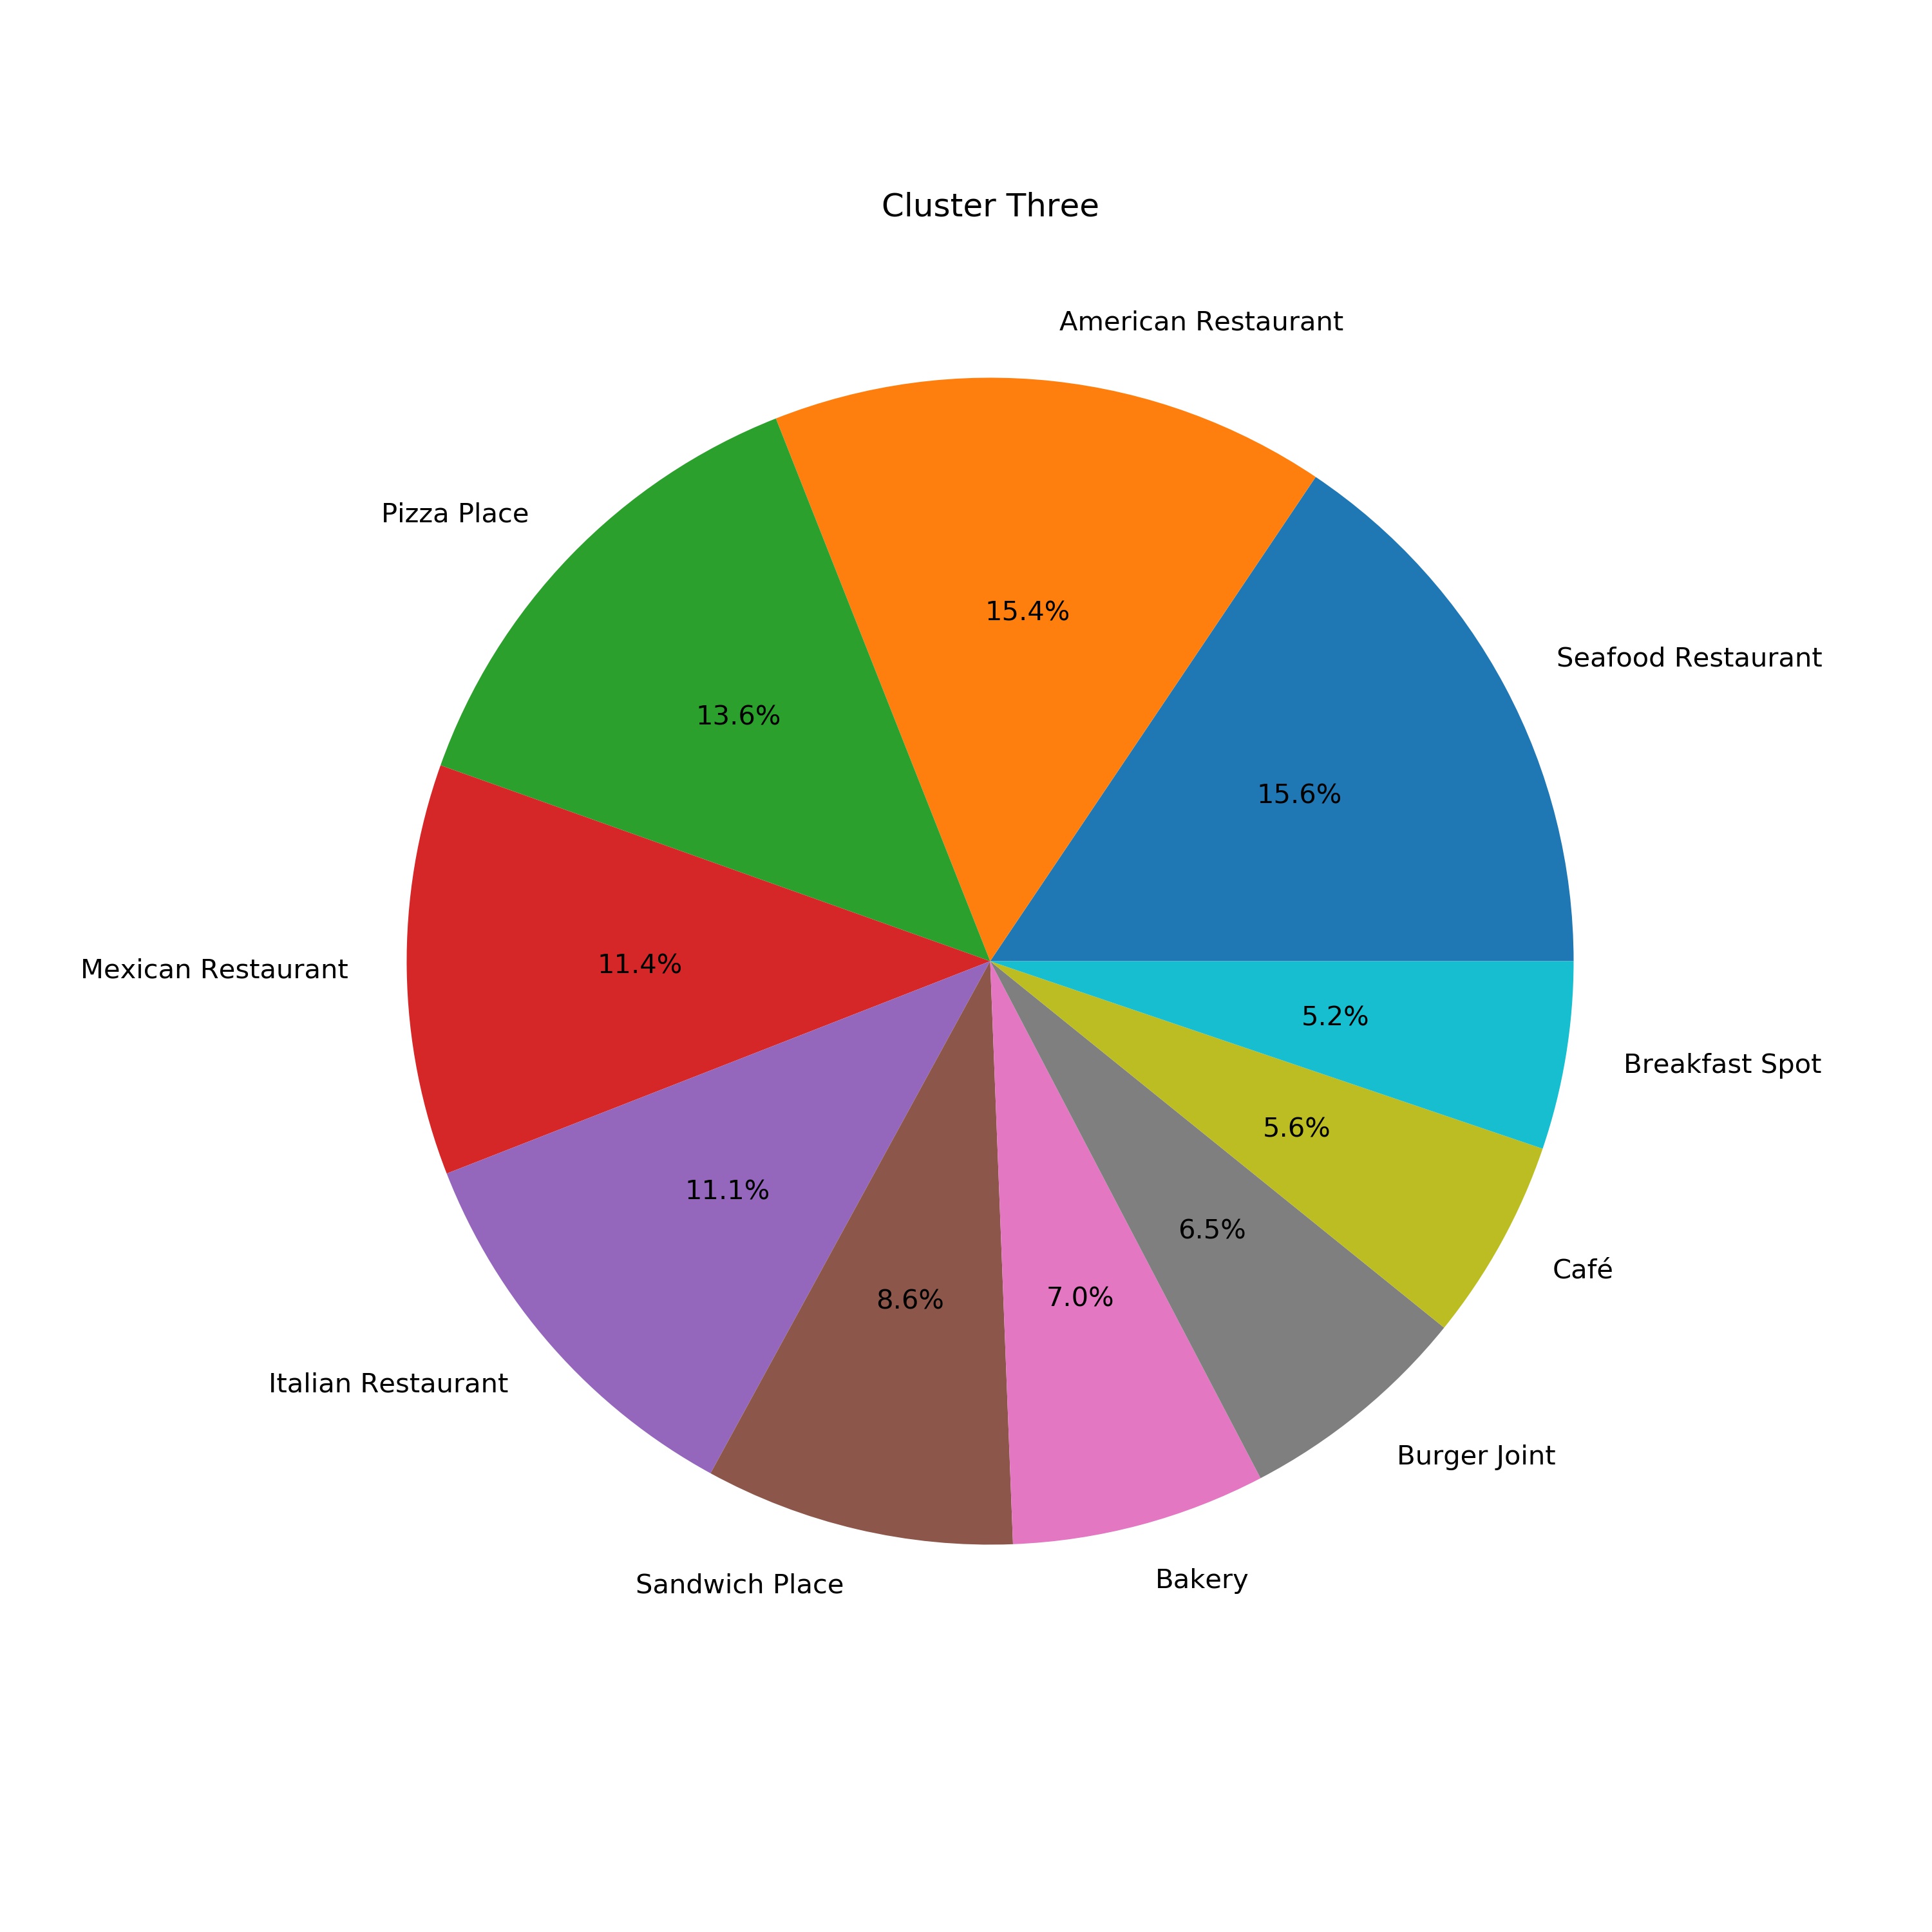 Cluster Three
American Restaurant
Pizza Place
15.4%
Seafood Restaurant
13.6%
15.6%
Mexican Restaurant
11.4%
5.2%
Breakfast Spot
5.6%
11.1%
6.5%
Café
8.6%
7.0%
Italian Restaurant
Burger Joint
Sandwich Place
Bakery